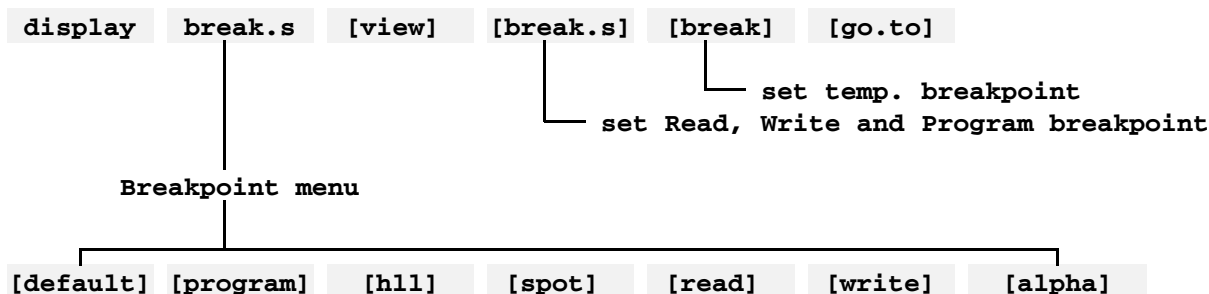 display break.s [view] [break.s] [break] [go.to]
set temp. breakpoint
set Read, Write and Program breakpoint
Breakpoint menu
[default] [program] [hll] [spot] [read] [write] [alpha]